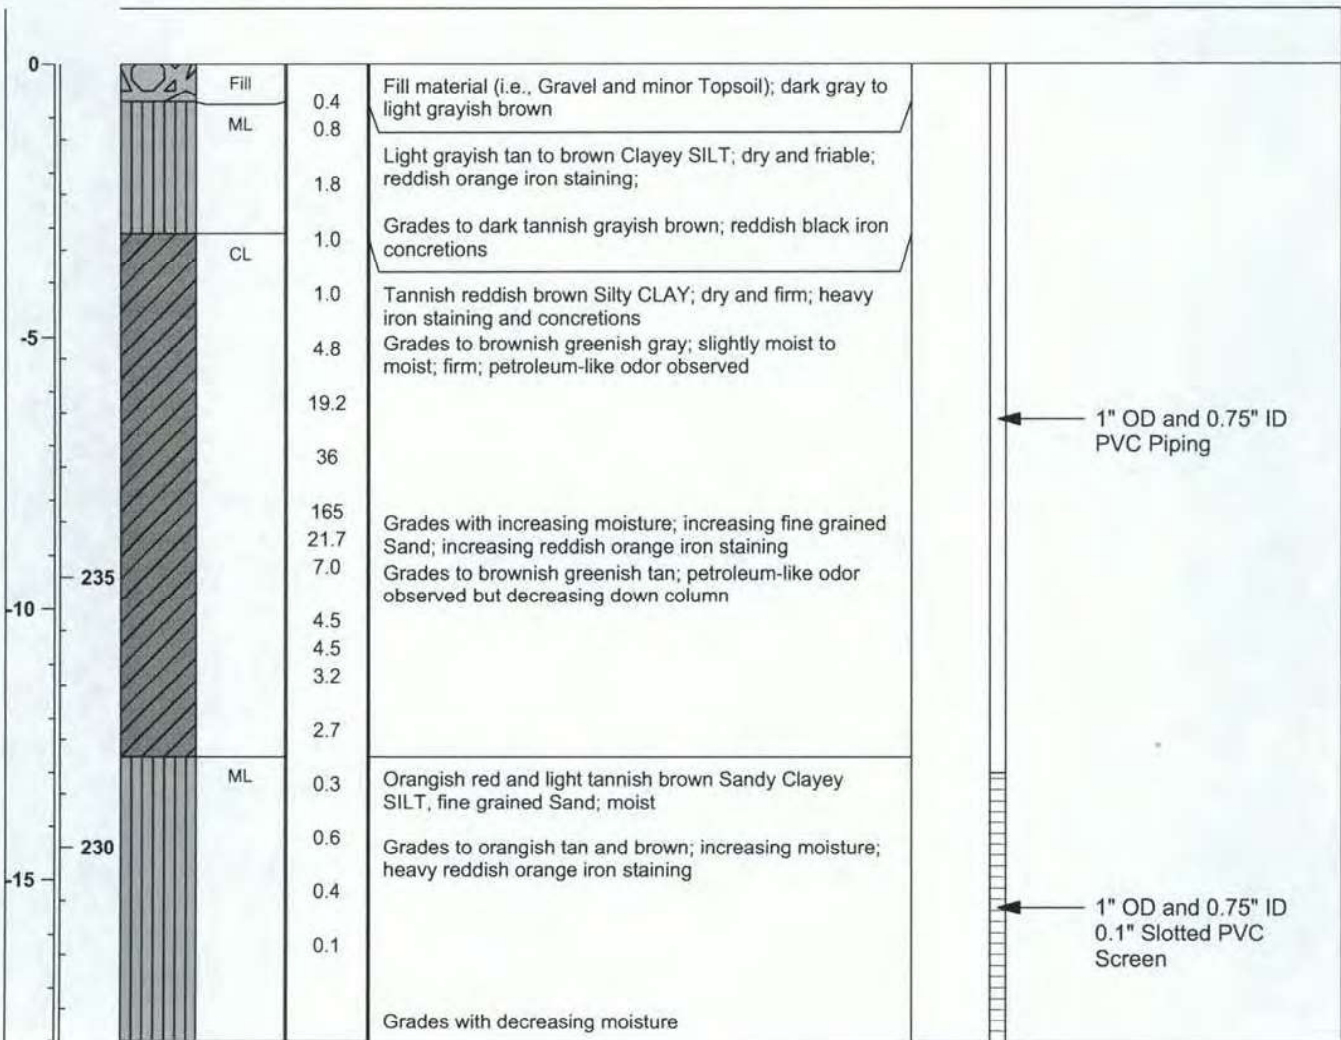 0
Fill
Fill material (i.e., Gravel and minor Topsoil); dark gray to
light grayish brown
0.4
ML
0.8
Light grayish tan to brown Clayey SILT; dry and friable;
reddish orange iron staining;
1.8
Grades to dark tannish grayish brown; reddish black iron
concretions
1.0
CL
1.0
Tannish reddish brown Silty CLAY; dry and firm; heavy
iron staining and concretions
-5
4.8
Grades to brownish greenish gray; slightly moist to
moist; firm; petroleum-like odor observed
19.2
1" OD and 0.75" ID
PVC Piping
36
165
Grades with increasing moisture; increasing fine grained
Sand; increasing reddish orange iron staining
21.7
7.0
235
Grades to brownish greenish tan; petroleum-like odor
observed but decreasing down column
-10
4.5
4.5
3.2
2.7
ML
0.3
Orangish red and light tannish brown Sandy Clayey
SILT, fine grained Sand; moist
0.6
230
Grades to orangish tan and brown; increasing moisture;
heavy reddish orange iron staining
-15
0.4
1" OD and 0.75" ID
0.1" Slotted PVC
Screen
0.1
Grades with decreasing moisture